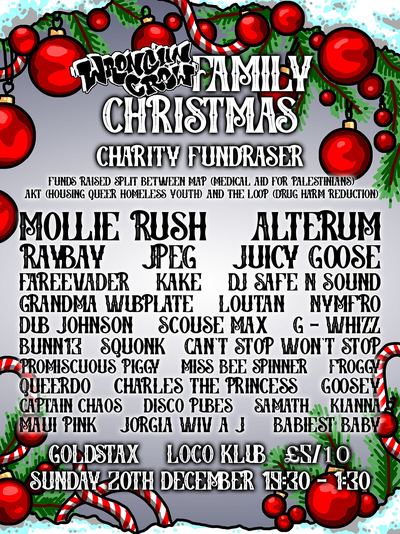 WRONGUN GROW FAMILY
CHRISTMAS
CHARITY FUNDRASER
FUNDS RAISED SPLIT BETWEEN MAP (MEDICAL AID FOR PALESTINIANS)
AKT (HOUSING QUEER HOMELESS YOUTH) AND THE LOOP (DRUG HARM REDUCTION)
MOLLIE RUSH ALTERUM
RAYBAY JPEG JUICY GOOSE
FAREEVADER KAKE DJ SAFE N SOUND
GRANDMA WUBPLATE LOUTAN NYMFRO
DUB JOHNSON SCOUSE MAX G - WHIZZ
BUNN13 SQUONK CAN'T STOP WON'T STOP
PROMISCUOUS PIGGY MISS BEE SPINNER FROGGY
QUEERDO CHARLES THE PRINCESS GOOSEY
CAPTAIN CHAOS DISCO PUBES SAMATH KIANNA
MAUI PINK JORGIA WIV A J BABIEST BABY
GOLDSTAX LOCO KLUB £5/10
SUNDAY 20TH DECEMBER 19:30 - 1:30